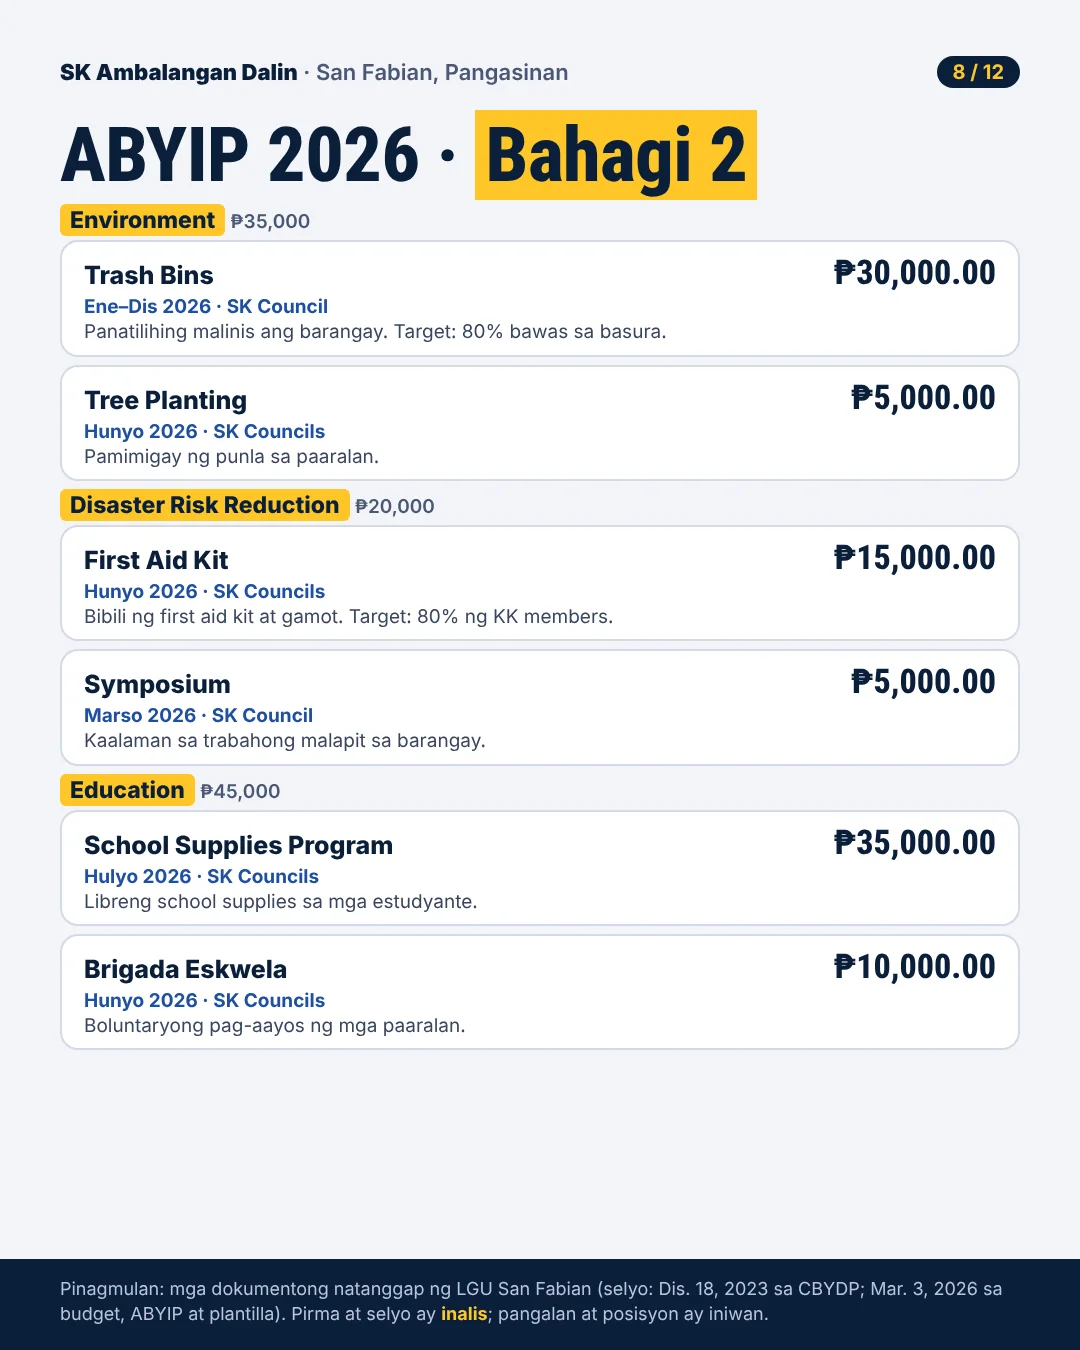 SK Ambalangan Dalin · San Fabian, Pangasinan
8 / 12
ABYIP 2026 · Bahagi 2
Environment ₱35,000
Trash Bins ₱30,000.00
Ene–Dis 2026 · SK Council
Panatilihing malinis ang barangay. Target: 80% bawas sa basura.
Tree Planting ₱5,000.00
Hunyo 2026 · SK Councils
Pamimigay ng punla sa paaralan.
Disaster Risk Reduction ₱20,000
First Aid Kit ₱15,000.00
Hunyo 2026 · SK Councils
Bibili ng first aid kit at gamot. Target: 80% ng KK members.
Symposium ₱5,000.00
Marso 2026 · SK Council
Kaalaman sa trabahong malapit sa barangay.
Education ₱45,000
School Supplies Program ₱35,000.00
Hulyo 2026 · SK Councils
Libreng school supplies sa mga estudyante.
Brigada Eskwela ₱10,000.00
Hunyo 2026 · SK Councils
Boluntaryong pag-aayos ng mga paaralan.
Pinagmulan: mga dokumentong natanggap ng LGU San Fabian (selyo: Dis. 18, 2023 sa CBYDP; Mar. 3, 2026 sa
budget, ABYIP at plantilla). Pirma at selyo ay inalis; pangalan at posisyon ay iniwan.